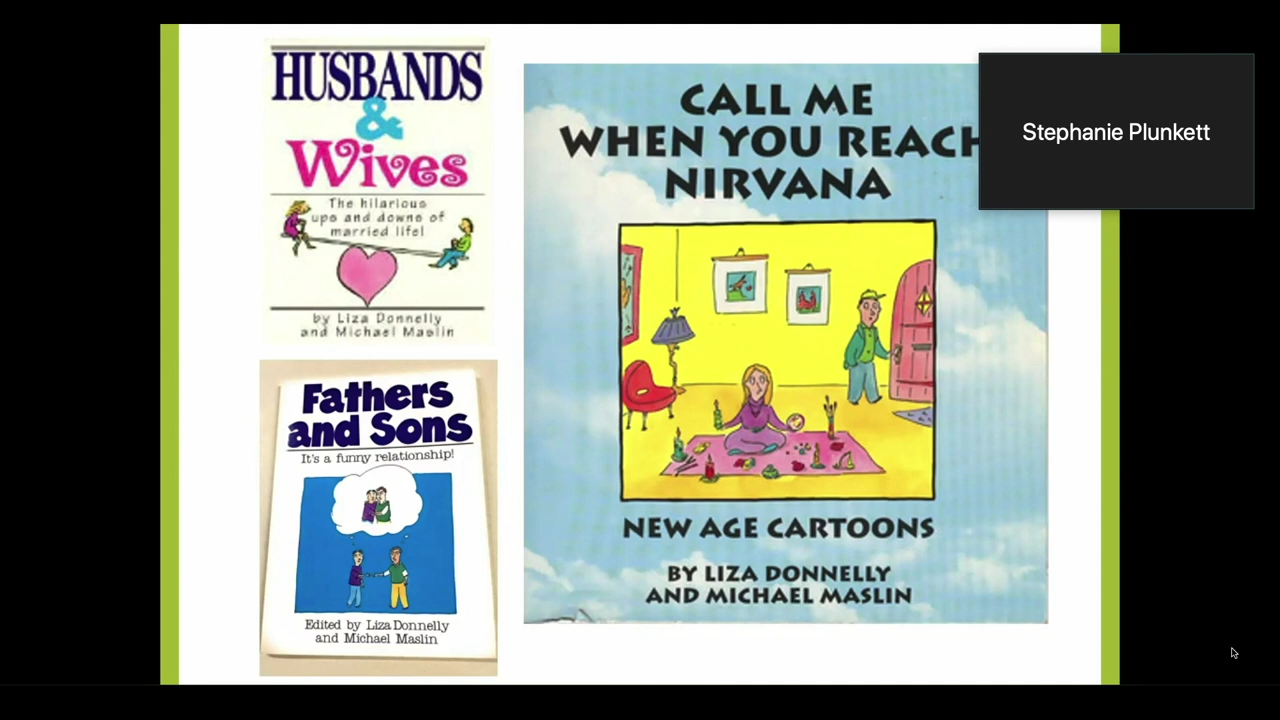 HUSBANDS
&
Wives
The hilarious
ups and downs of
married life!
by Liza Donnelly
and Michael Maslin
Fathers
and Sons
It's a funny relationship!
Edited by Liza Donnelly
and Michael Maslin
CALL ME
WHEN YOU REACH
NIRVANA
NEW AGE CARTOONS
BY LIZA DONNELLY
AND MICHAEL MASLIN
Stephanie Plunkett